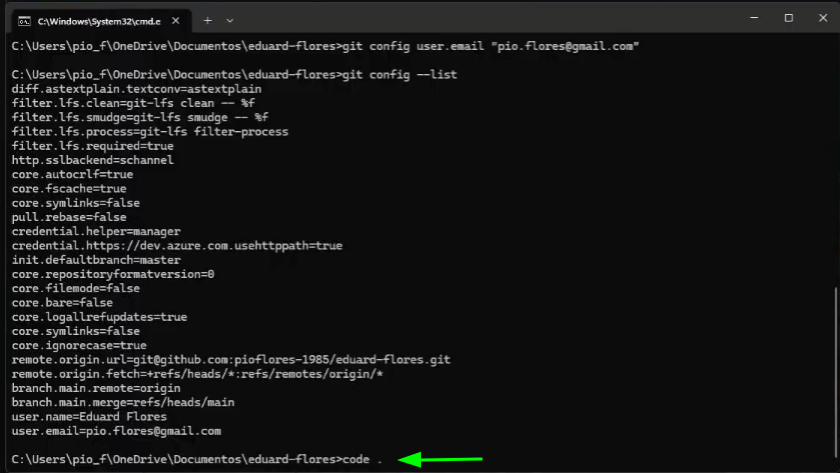 C:\Windows\System32\cmd.e
C:\Users\pio_f\OneDrive\Documentos\eduard-flores>git config user.email "pio.flores@gmail.com"
C:\Users\pio_f\OneDrive\Documentos\eduard-flores>git config --list
diff.astextplain.textconv=astextplain
filter.lfs.clean=git-lfs clean -- %f
filter.lfs.smudge=git-lfs smudge -- %f
filter.lfs.process=git-lfs filter-process
filter.lfs.required=true
http.sslbackend=schannel
core.autocrlf=true
core.fscache=true
core.symlinks=false
pull.rebase=false
credential.helper=manager
credential.https://dev.azure.com.usehttppath=true
init.defaultbranch=master
core.repositoryformatversion=0
core.filemode=false
core.bare=false
core.logallrefupdates=true
core.symlinks=false
core.ignorecase=true
remote.origin.url=git@github.com:pioflores-1985/eduard-flores.git
remote.origin.fetch=+refs/heads/*:refs/remotes/origin/*
branch.main.remote=origin
branch.main.merge=refs/heads/main
user.name=Eduard Flores
user.email=pio.flores@gmail.com
C:\Users\pio_f\OneDrive\Documentos\eduard-flores>code .